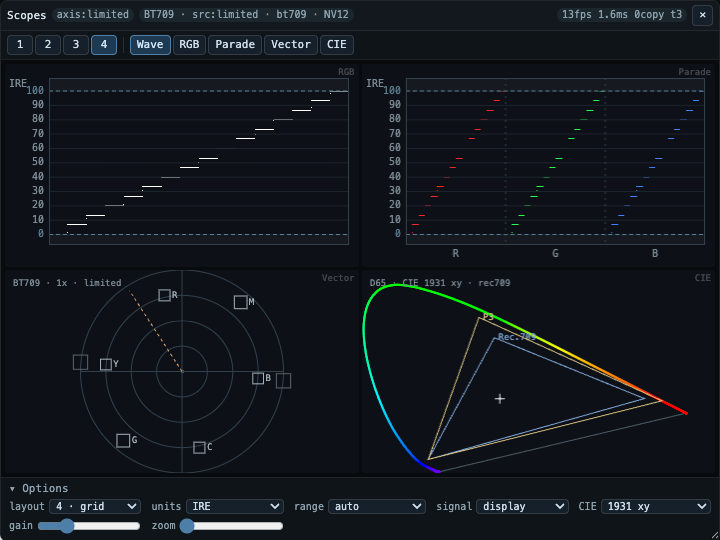 Scopes axis:limited BT709 · src:limited · bt709 · NV12 13fps 1.6ms 0copy t3 ×
1 2 3 4 Wave RGB Parade Vector CIE
RGB
IRE
100
90
80
70
60
50
40
30
20
10
0
Parade
IRE
100
90
80
70
60
50
40
30
20
10
0
R G B
BT709 · 1x · limited Vector
R
M
Y
B
G
C
D65 · CIE 1931 xy · rec709 CIE
P3
Rec.709
▾ Options
layout 4 · grid units IRE range auto signal display CIE 1931 xy
gain zoom